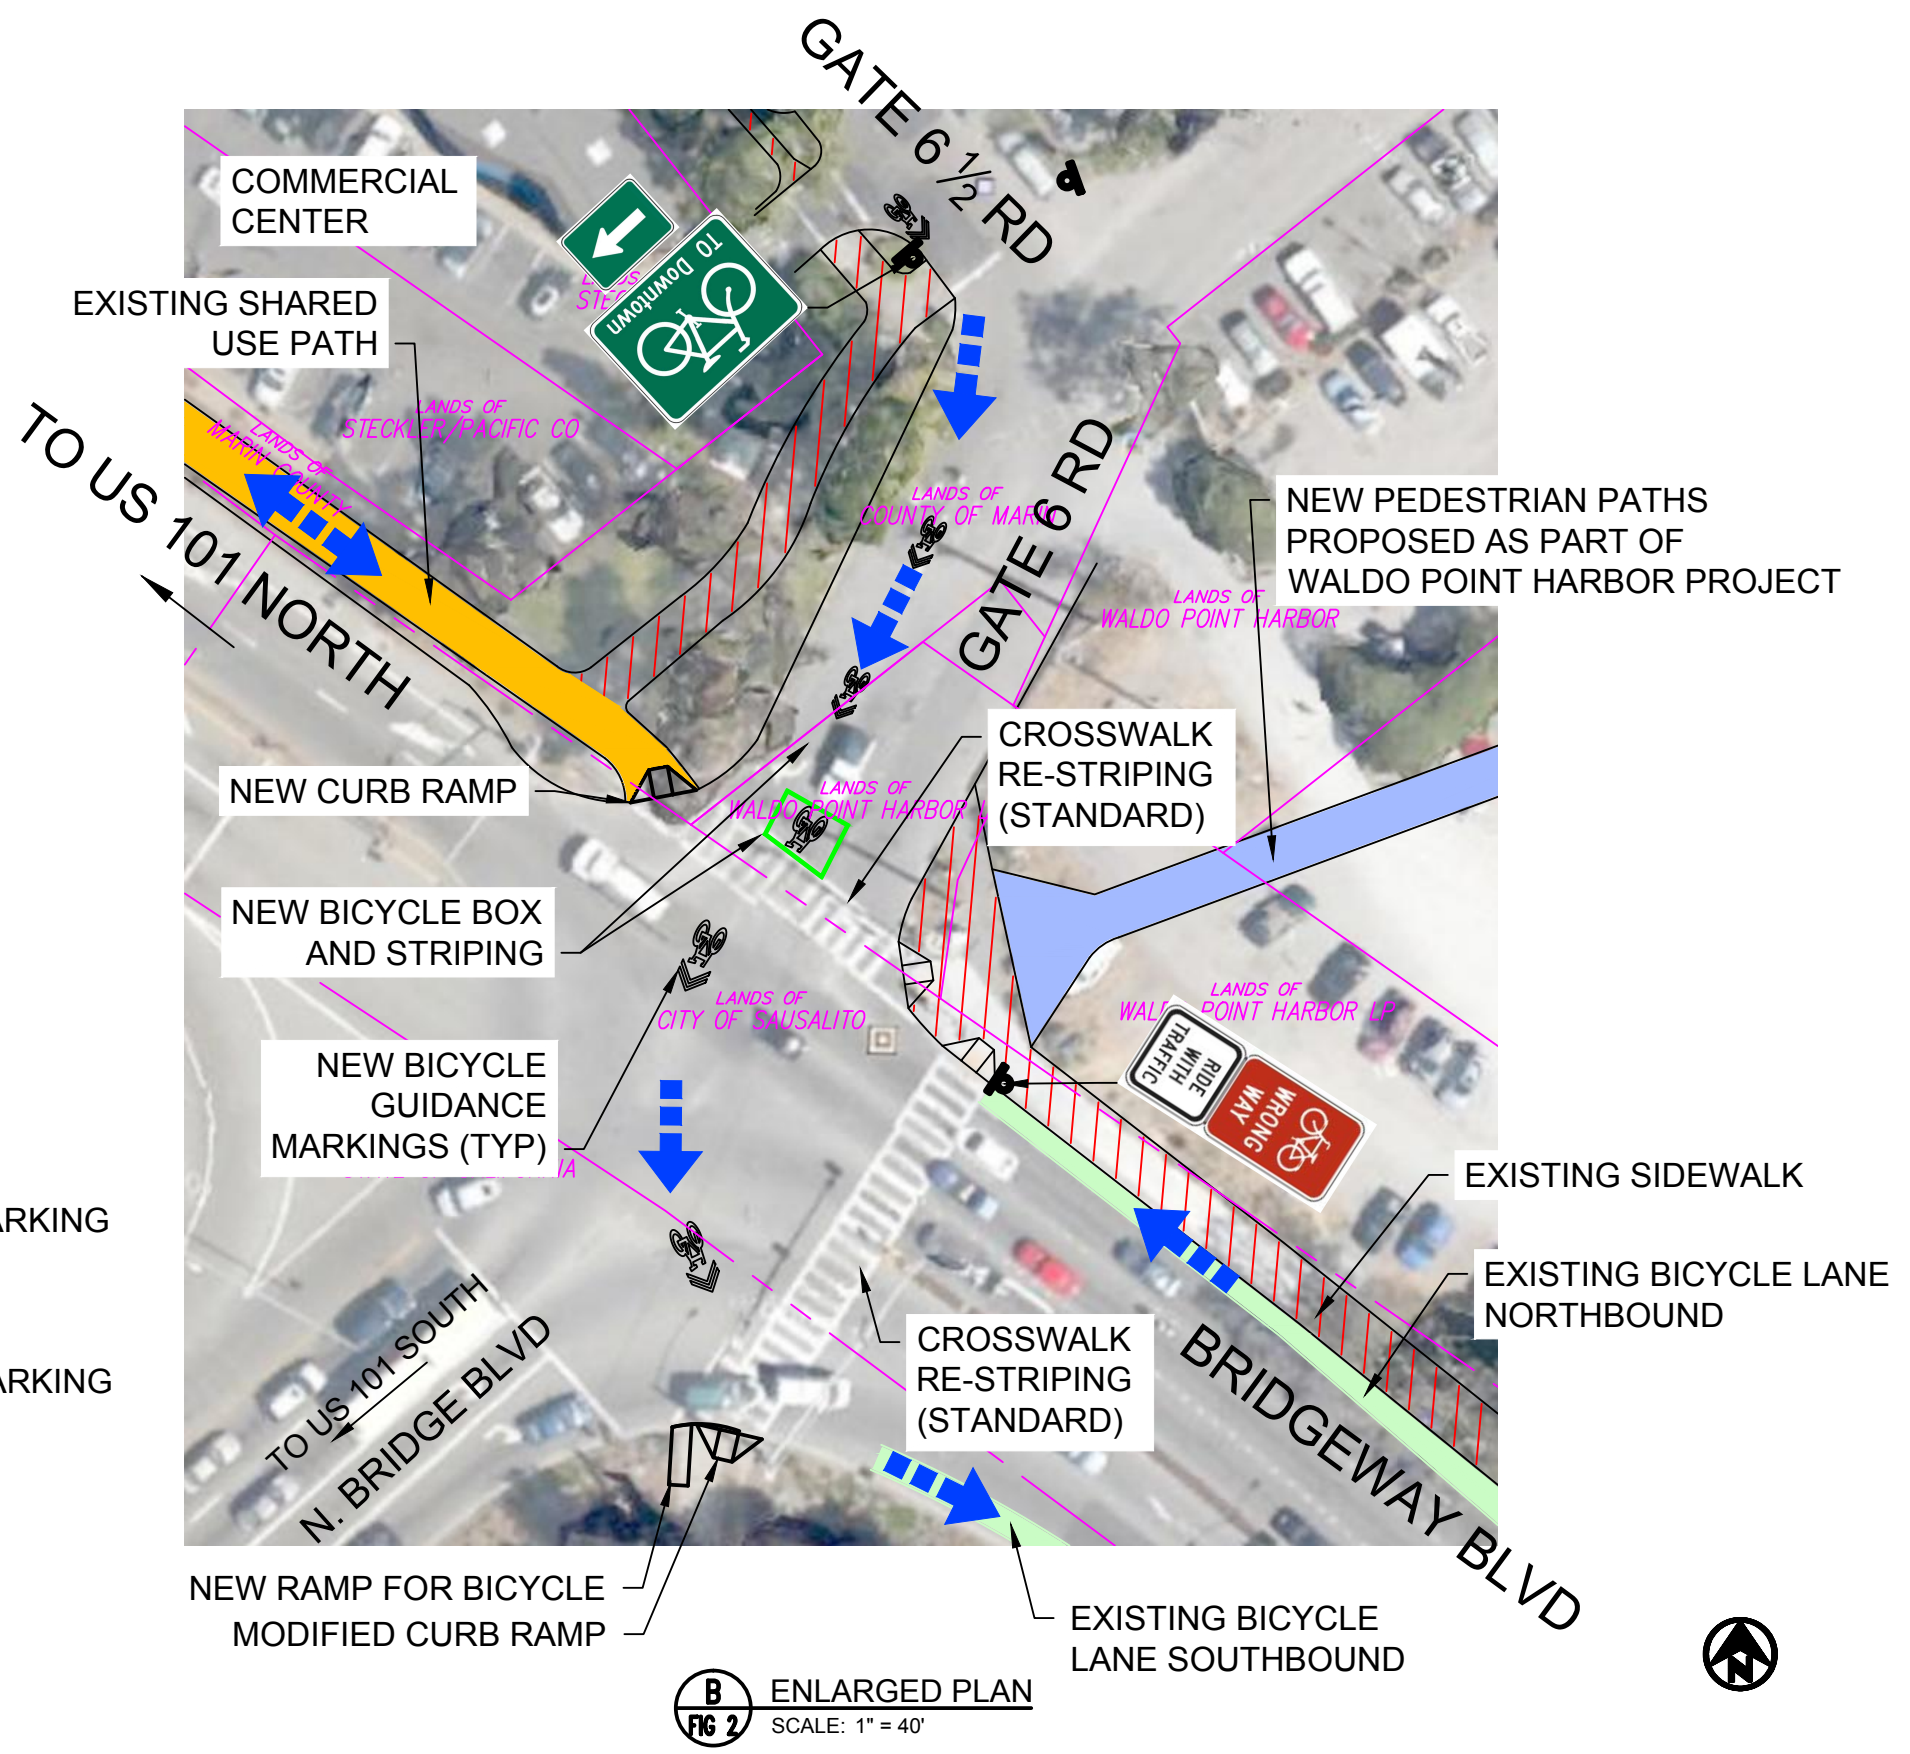 GATE 6 ½ RD
COMMERCIAL
CENTER
TO Downtown
EXISTING SHARED
USE PATH
LANDS OF
STECKLER/PACIFIC CO
LANDS OF
MARIN COUNTY
TO US 101 NORTH
LANDS OF
COUNTY OF MARIN
GATE 6 RD
NEW PEDESTRIAN PATHS
PROPOSED AS PART OF
WALDO POINT HARBOR PROJECT
LANDS OF
WALDO POINT HARBOR
CROSSWALK
RE-STRIPING
(STANDARD)
NEW CURB RAMP
LANDS OF
WALDO POINT HARBOR
NEW BICYCLE BOX
AND STRIPING
LANDS OF
CITY OF SAUSALITO
LANDS OF
WALDO POINT HARBOR LP
RIDE
WITH
TRAFFIC
WRONG
WAY
NEW BICYCLE
GUIDANCE
MARKINGS (TYP)
IA
EXISTING SIDEWALK
ARKING
EXISTING BICYCLE LANE
NORTHBOUND
ARKING
TO US 101 SOUTH
N. BRIDGE BLVD
CROSSWALK
RE-STRIPING
(STANDARD)
BRIDGEWAY BLVD
NEW RAMP FOR BICYCLE
MODIFIED CURB RAMP
EXISTING BICYCLE
LANE SOUTHBOUND
N
B
FIG 2
ENLARGED PLAN
SCALE: 1" = 40'